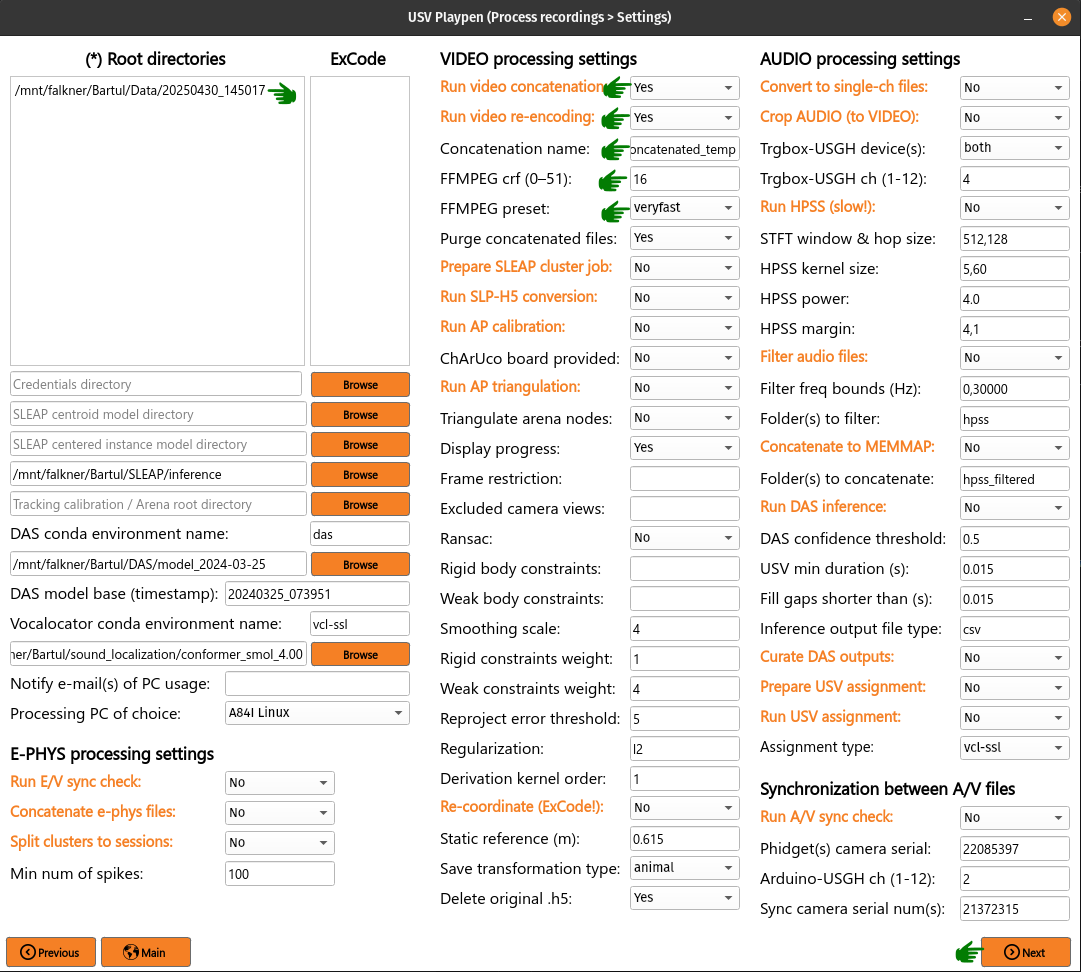 USV Playpen (Process recordings > Settings)
(*) Root directories
ExCode
/mnt/falkner/Bartul/Data/20250430_145017
Credentials directory
Browse
SLEAP centroid model directory
Browse
SLEAP centered instance model directory
Browse
/mnt/falkner/Bartul/SLEAP/inference
Browse
Tracking calibration / Arena root directory
Browse
DAS conda environment name:
das
/mnt/falkner/Bartul/DAS/model_2024-03-25
Browse
DAS model base (timestamp):
20240325_073951
Vocalocator conda environment name:
vcl-ssl
ner/Bartul/sound_localization/conformer_smol_4.00
Browse
Notify e-mail(s) of PC usage:
Processing PC of choice:
A84I Linux
E-PHYS processing settings
Run E/V sync check:
No
Concatenate e-phys files:
No
Split clusters to sessions:
No
Min num of spikes:
100
VIDEO processing settings
Run video concatenation
Yes
Run video re-encoding:
Yes
Concatenation name:
oncatenated_temp
FFMPEG crf (0–51):
16
FFMPEG preset:
veryfast
Purge concatenated files:
Yes
Prepare SLEAP cluster job:
No
Run SLP-H5 conversion:
No
Run AP calibration:
No
ChArUco board provided:
No
Run AP triangulation:
No
Triangulate arena nodes:
No
Display progress:
Yes
Frame restriction:
Excluded camera views:
Ransac:
No
Rigid body constraints:
Weak body constraints:
Smoothing scale:
4
Rigid constraints weight:
1
Weak constraints weight:
4
Reproject error threshold:
5
Regularization:
l2
Derivation kernel order:
1
Re-coordinate (ExCode!):
No
Static reference (m):
0.615
Save transformation type:
animal
Delete original .h5:
Yes
AUDIO processing settings
Convert to single-ch files:
No
Crop AUDIO (to VIDEO):
No
Trgbox-USGH device(s):
both
Trgbox-USGH ch (1-12):
4
Run HPSS (slow!):
No
STFT window & hop size:
512,128
HPSS kernel size:
5,60
HPSS power:
4.0
HPSS margin:
4,1
Filter audio files:
No
Filter freq bounds (Hz):
0,30000
Folder(s) to filter:
hpss
Concatenate to MEMMAP:
No
Folder(s) to concatenate:
hpss_filtered
Run DAS inference:
No
DAS confidence threshold:
0.5
USV min duration (s):
0.015
Fill gaps shorter than (s):
0.015
Inference output file type:
csv
Curate DAS outputs:
No
Prepare USV assignment:
No
Run USV assignment:
No
Assignment type:
vcl-ssl
Synchronization between A/V files
Run A/V sync check:
No
Phidget(s) camera serial:
22085397
Arduino-USGH ch (1-12):
2
Sync camera serial num(s):
21372315
Previous
Main
Next